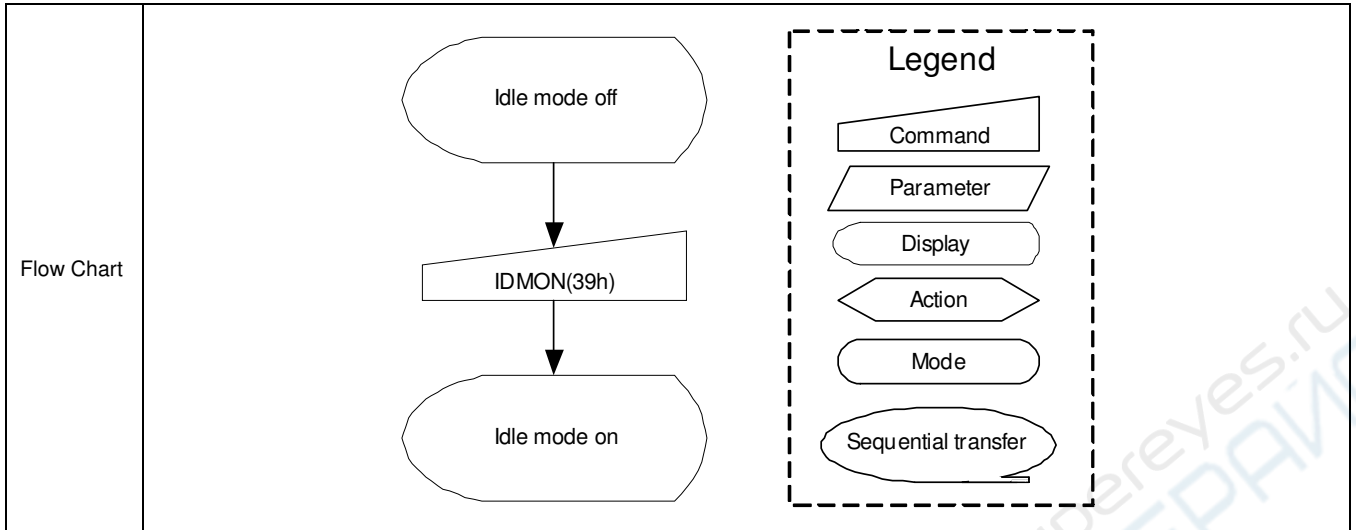 Flow Chart
Idle mode off
IDMON(39h)
Idle mode on
Legend
Command
Parameter
Display
Action
Mode
Sequential transfer